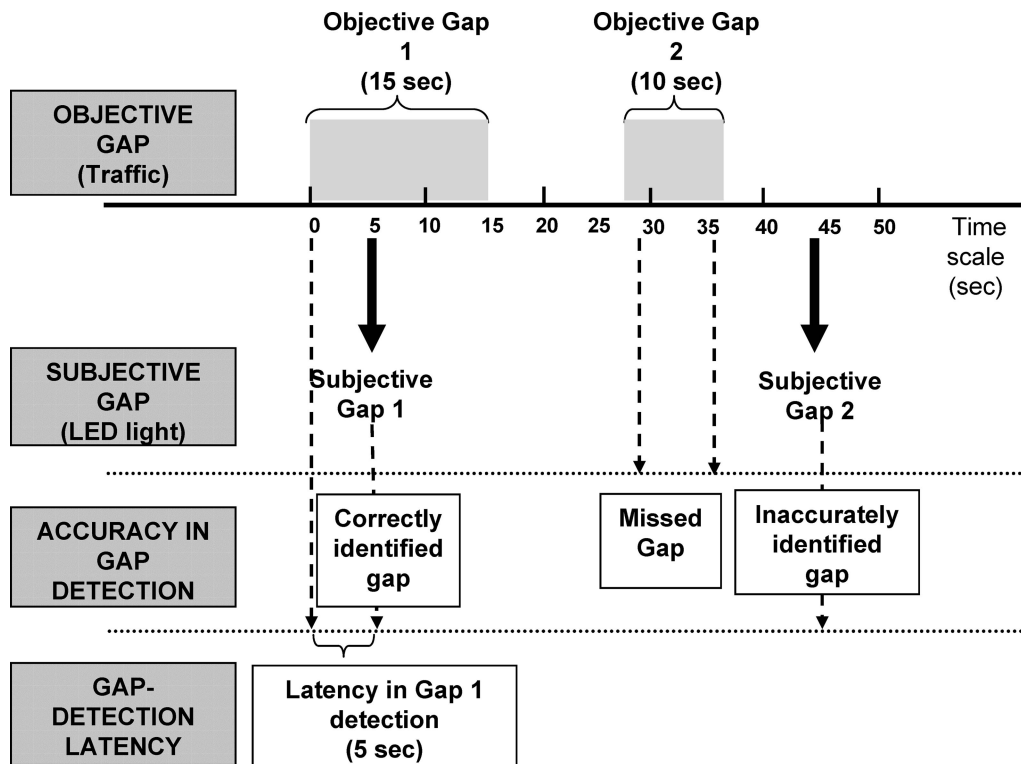 Objective Gap
1
(15 sec)
Objective Gap
2
(10 sec)
OBJECTIVE
GAP
(Traffic)
0 5 10 15 20 25 30 35 40 45 50
Time
scale
(sec)
SUBJECTIVE
GAP
(LED light)
Subjective
Gap 1
Subjective
Gap 2
ACCURACY IN
GAP
DETECTION
Correctly
identified
gap
Missed
Gap
Inaccurately
identified
gap
GAP-
DETECTION
LATENCY
Latency in Gap 1
detection
(5 sec)